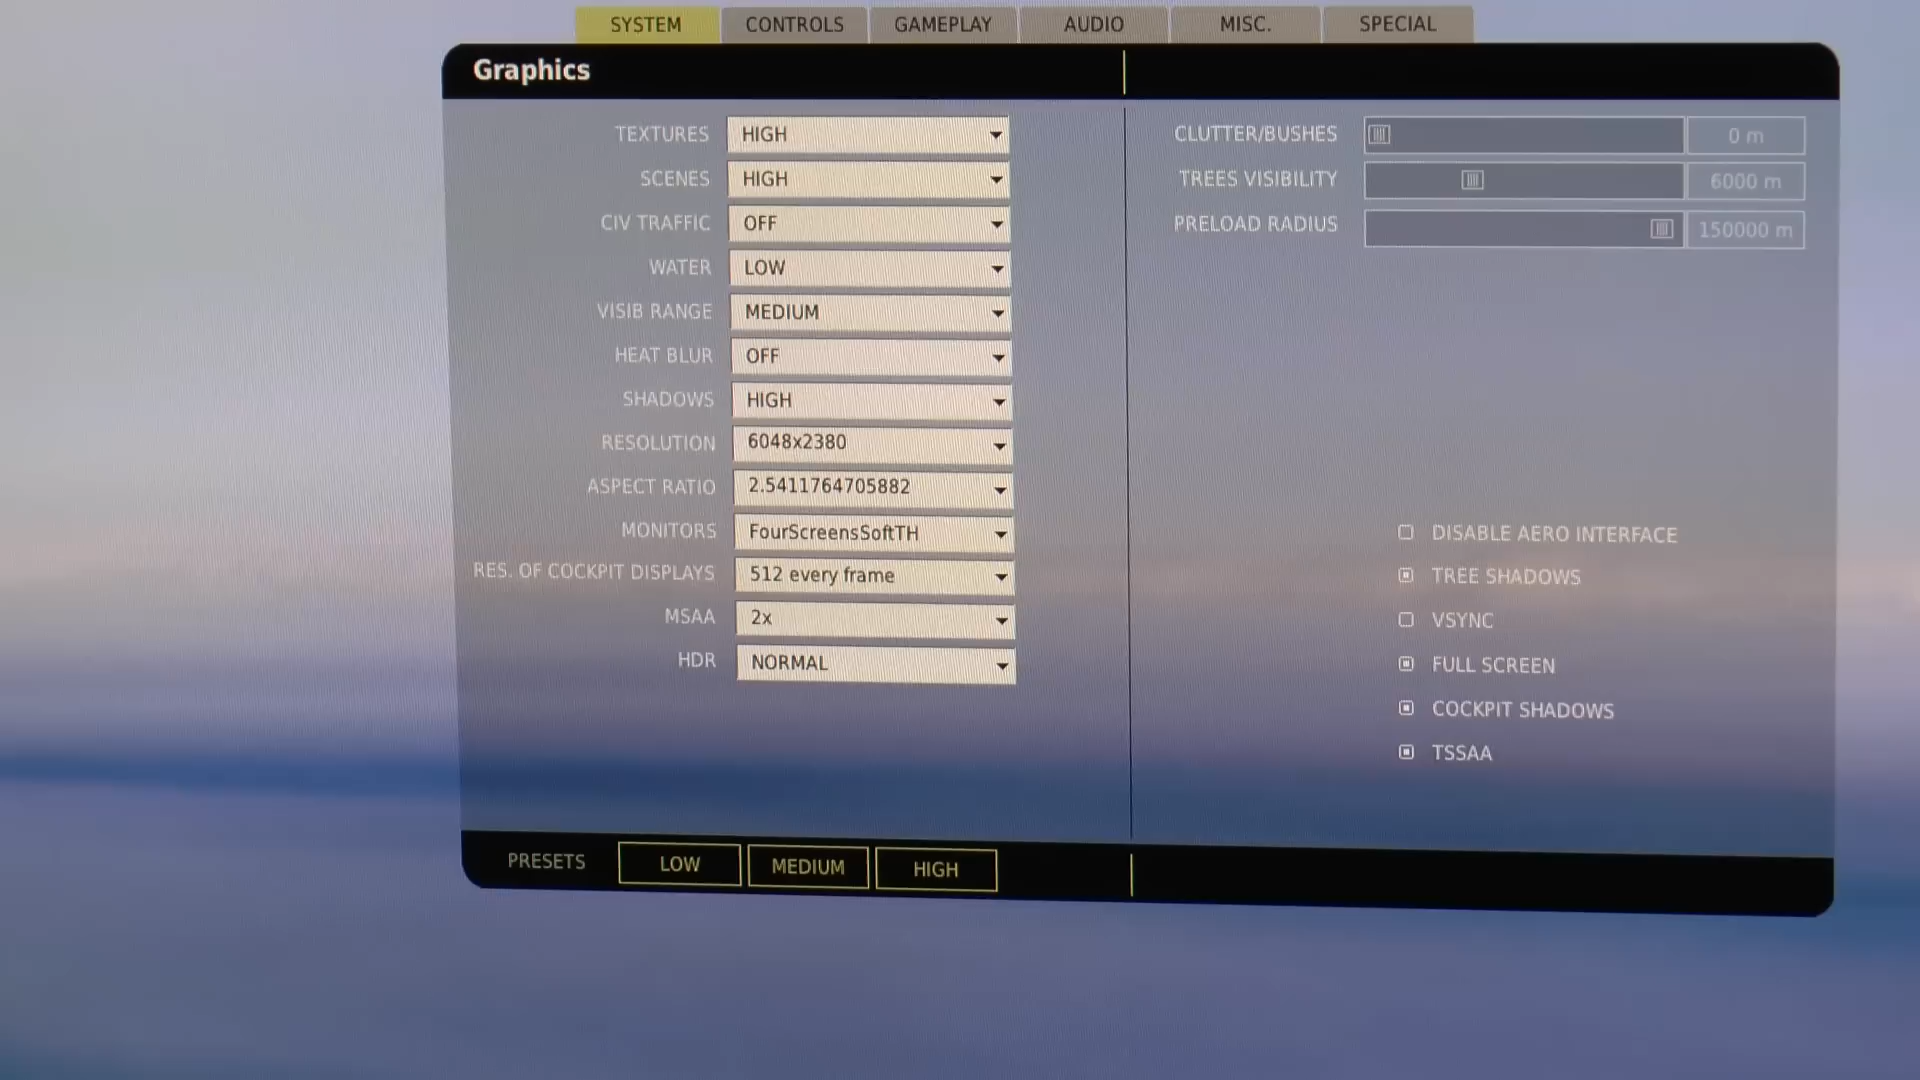 SYSTEM CONTROLS GAMEPLAY AUDIO MISC. SPECIAL
Graphics
TEXTURES HIGH
SCENES HIGH
CIV TRAFFIC OFF
WATER LOW
VISIB RANGE MEDIUM
HEAT BLUR OFF
SHADOWS HIGH
RESOLUTION 6048x2380
ASPECT RATIO 2.5411764705882
MONITORS FourScreensSoftTH
RES. OF COCKPIT DISPLAYS 512 every frame
MSAA 2x
HDR NORMAL
CLUTTER/BUSHES 0 m
TREES VISIBILITY 6000 m
PRELOAD RADIUS 150000 m
DISABLE AERO INTERFACE
TREE SHADOWS
VSYNC
FULL SCREEN
COCKPIT SHADOWS
TSSAA
PRESETS LOW MEDIUM HIGH